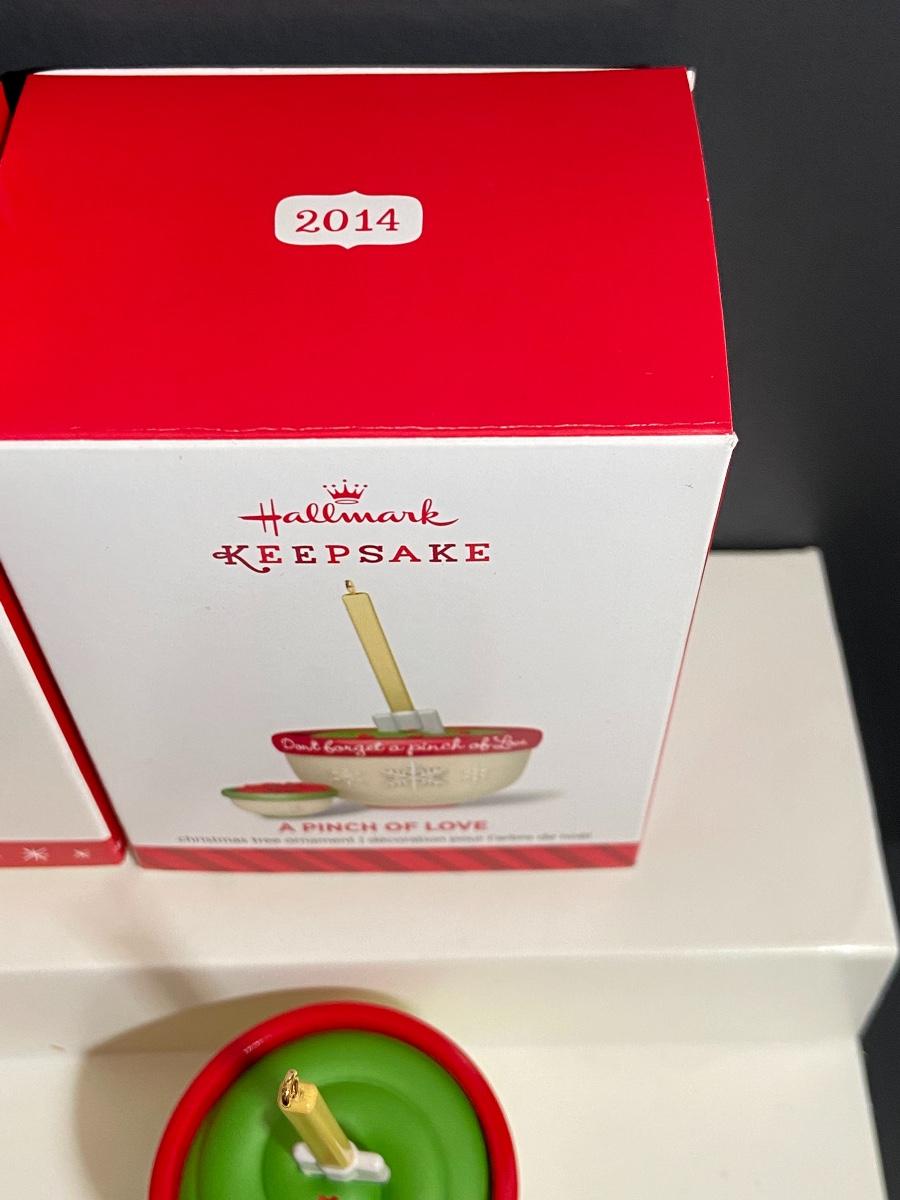 2014
Hallmark
KEEPSAKE
Don't forget a pinch of Love
A PINCH OF LOVE
christmas tree ornament | décoration pour l'arbre de noël